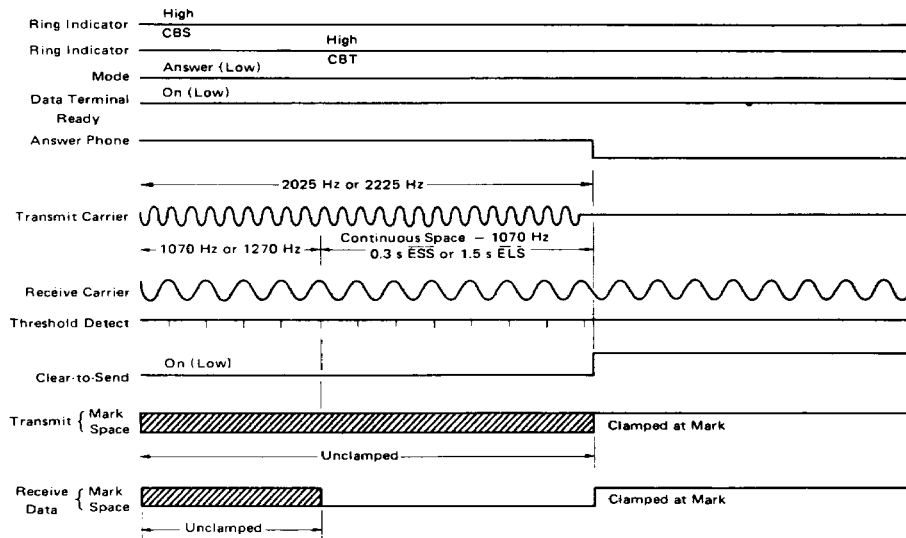 High
Ring Indicator
CBS
High
Ring Indicator
CBT
Answer (Low)
Mode
On (Low)
Data Terminal
Ready
Answer Phone
2025 Hz or 2225 Hz
Transmit Carrier
Continuous Space – 1070 Hz
1070 Hz or 1270 Hz
0.3 s E̅S̅S̅ or 1.5 s E̅L̅S̅
Receive Carrier
Threshold Detect
On (Low)
Clear-to-Send
Transmit { Mark
Space
Clamped at Mark
Unclamped
Receive
Data { Mark
Space
Clamped at Mark
Unclamped